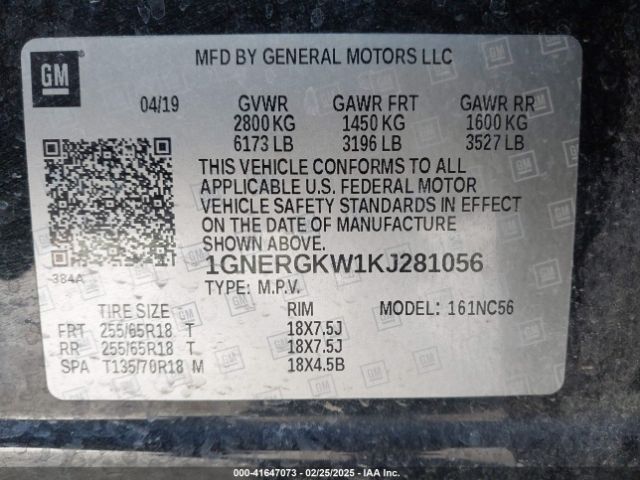 GM
MFD BY GENERAL MOTORS LLC
04/19 GVWR GAWR FRT GAWR RR
2800 KG 1450 KG 1600 KG
6173 LB 3196 LB 3527 LB
THIS VEHICLE CONFORMS TO ALL
APPLICABLE U.S. FEDERAL MOTOR
VEHICLE SAFETY STANDARDS IN EFFECT
ON THE DATE OF MANUFACTURE
SHOWN ABOVE.
384A
1GNERGKW1KJ281056
TYPE: M.P.V.
TIRE SIZE RIM MODEL: 161NC56
FRT 255/65R18 T 18X7.5J
RR 255/65R18 T 18X7.5J
SPA T135/70R18 M 18X4.5B
000-41647073 — 02/25/2025 — IAA Inc.